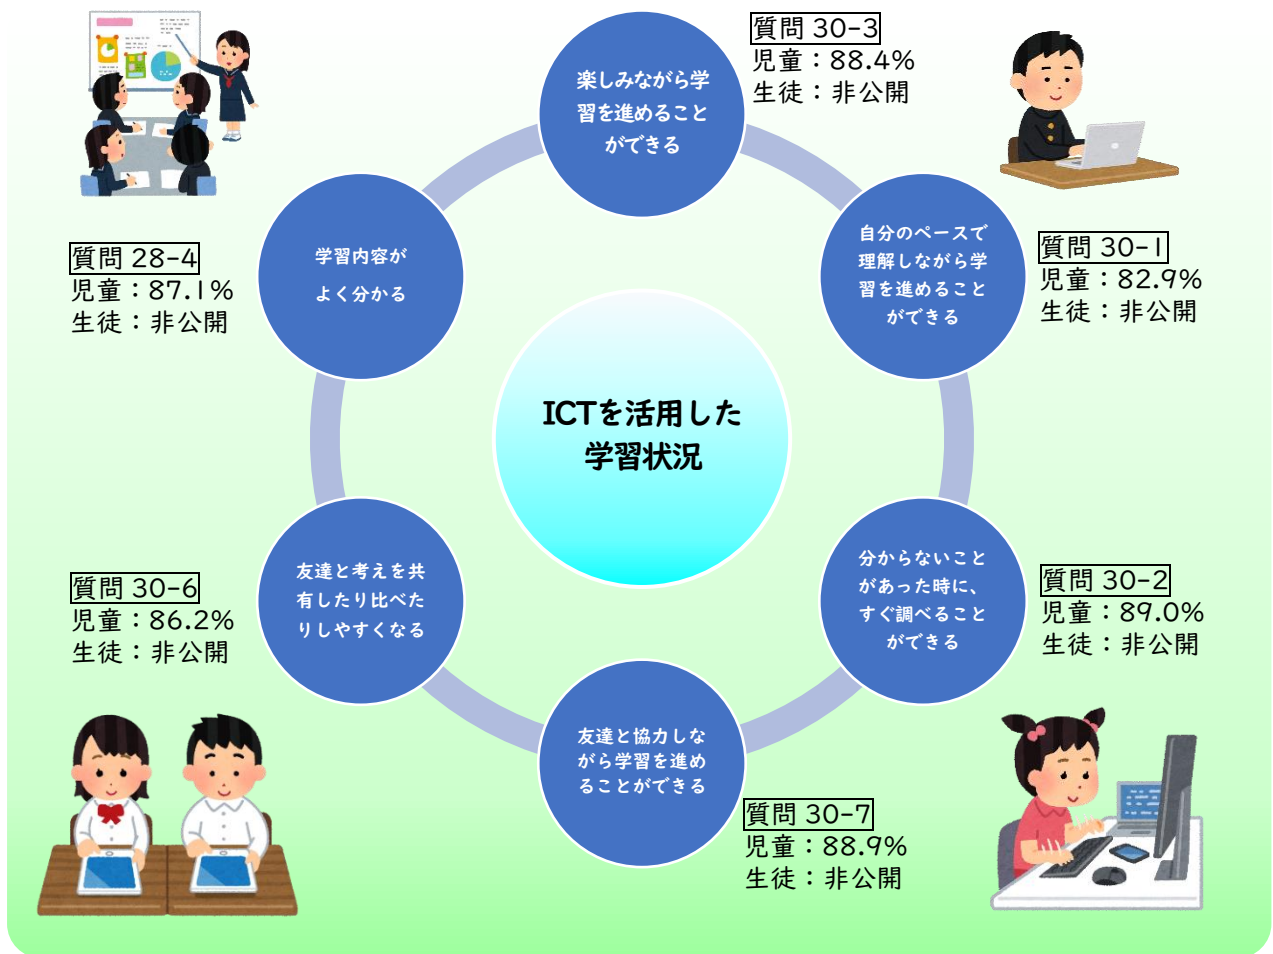 質問 30-3
児童：88.4%
生徒：非公開
楽しみながら学
習を進めること
ができる
質問 30-1
児童：82.9%
生徒：非公開
自分のペースで
理解しながら学
習を進めること
ができる
質問 28-4
児童：87.1%
生徒：非公開
学習内容が
よく分かる
ICTを活用した
学習状況
質問 30-2
児童：89.0%
生徒：非公開
分からないこと
があった時に、
すぐ調べること
ができる
質問 30-6
児童：86.2%
生徒：非公開
友達と考えを共
有したり比べた
りしやすくなる
友達と協力しな
がら学習を進め
ることができる
質問 30-7
児童：88.9%
生徒：非公開